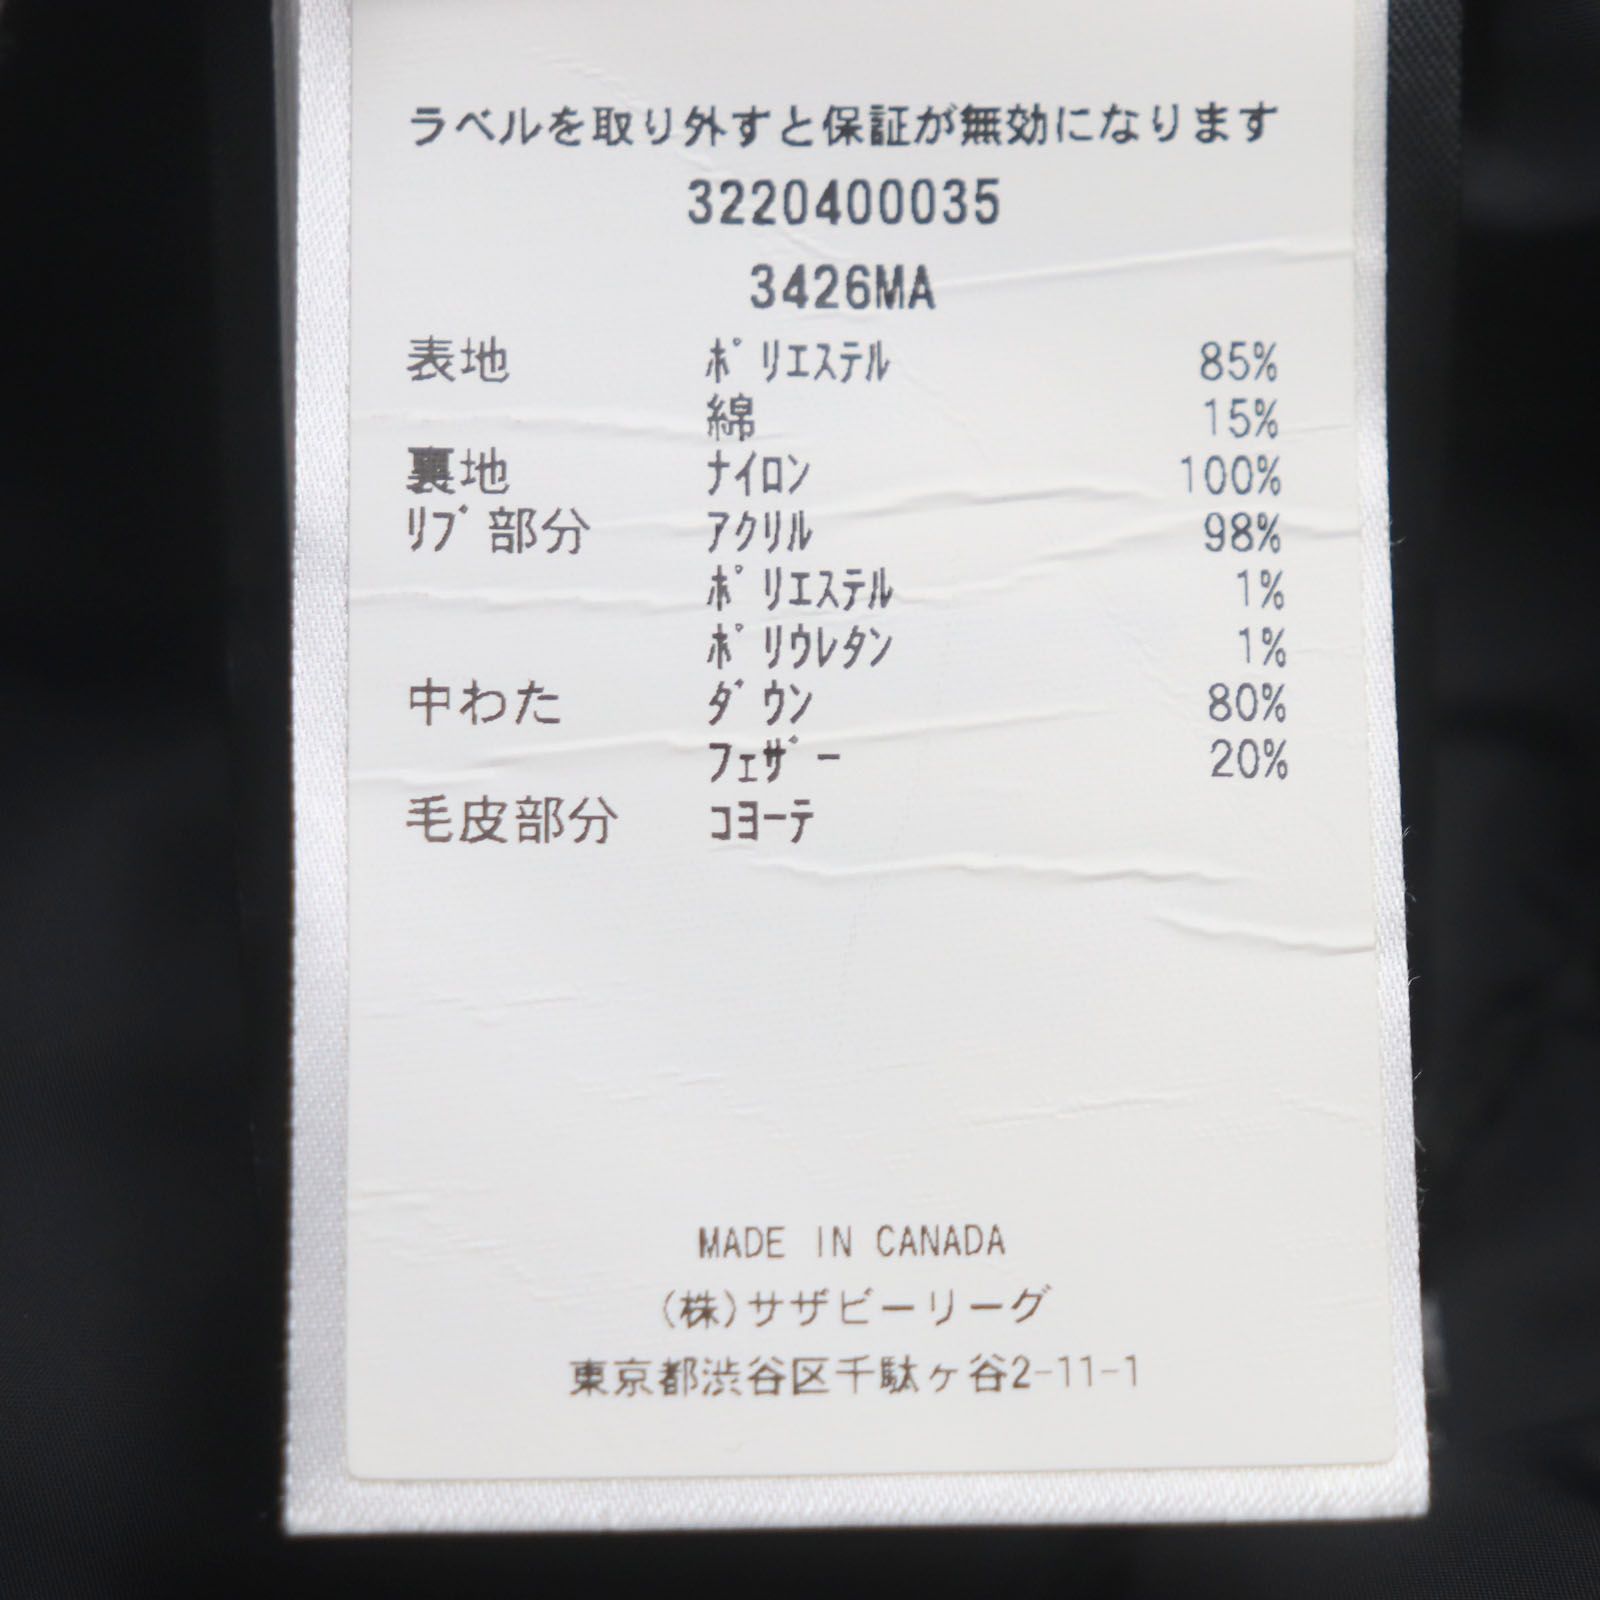 ラベルを取り外すと保証が無効になります
3220400035
3426MA
表地 ポリエステル 85%
綿 15%
裏地 ナイロン 100%
リブ部分 アクリル 98%
ポリエステル 1%
ポリウレタン 1%
中わた ダウン 80%
フェザー 20%
毛皮部分 コヨーテ
MADE IN CANADA
(株)サザビーリーグ
東京都渋谷区千駄ヶ谷2-11-1